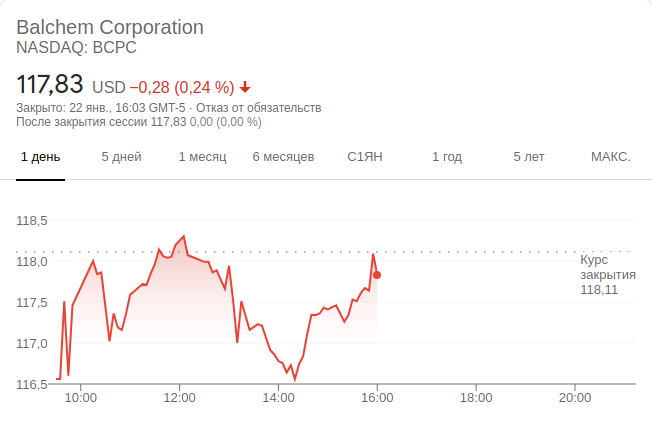 Balchem Corporation
NASDAQ: BCPC
117,83 USD −0,28 (0,24 %)
Закрыто: 22 янв., 16:03 GMT-5 · Отказ от обязательств
После закрытия сессии 117,83 0,00 (0,00 %)
1 день 5 дней 1 месяц 6 месяцев С1ЯН 1 год 5 лет МАКС.
118,5
118,0
117,5
117,0
116,5
Курс
закрытия
118,11
10:00 12:00 14:00 16:00 18:00 20:00